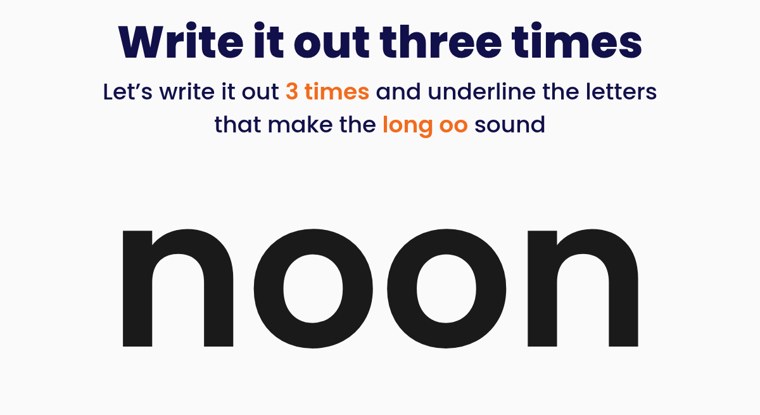 Write it out three times
Let’s write it out 3 times and underline the letters
that make the long oo sound
noon